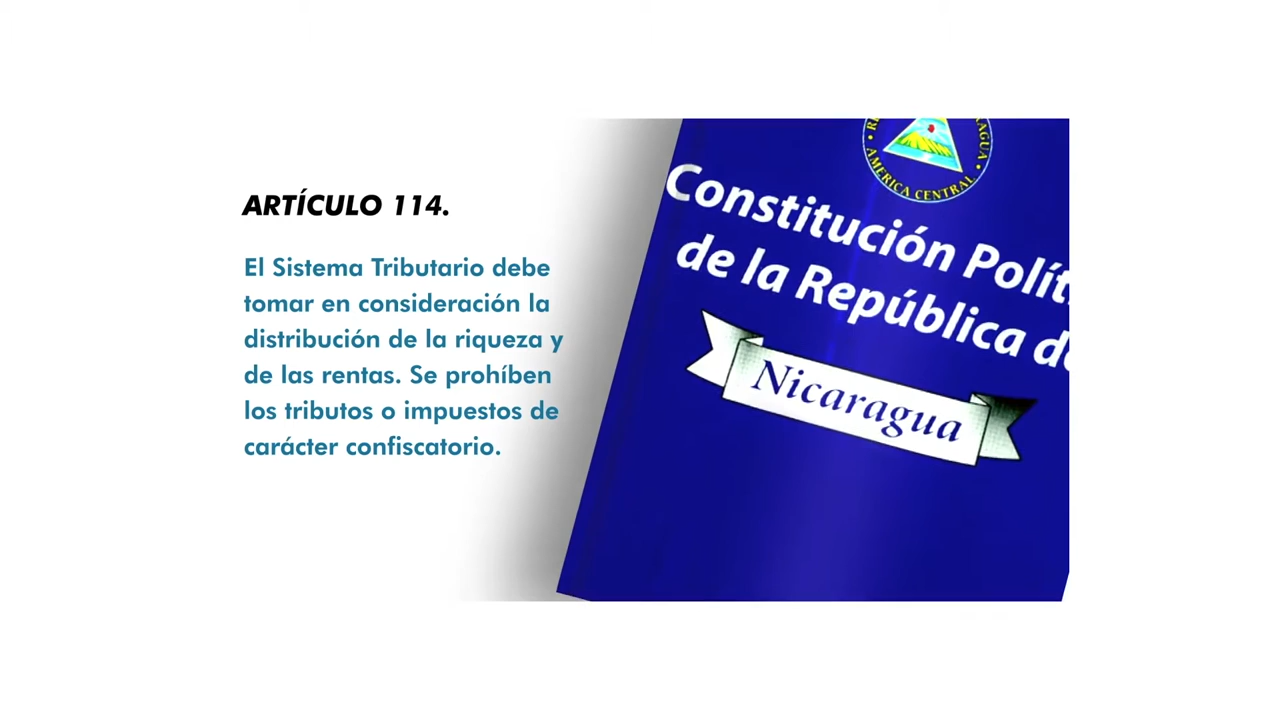 ARTÍCULO 114.
El Sistema Tributario debe
tomar en consideración la
distribución de la riqueza y
de las rentas. Se prohíben
los tributos o impuestos de
carácter confiscatorio.
AMERICA CENTRAL
Constitución Polít
de la República d
Nicaragua